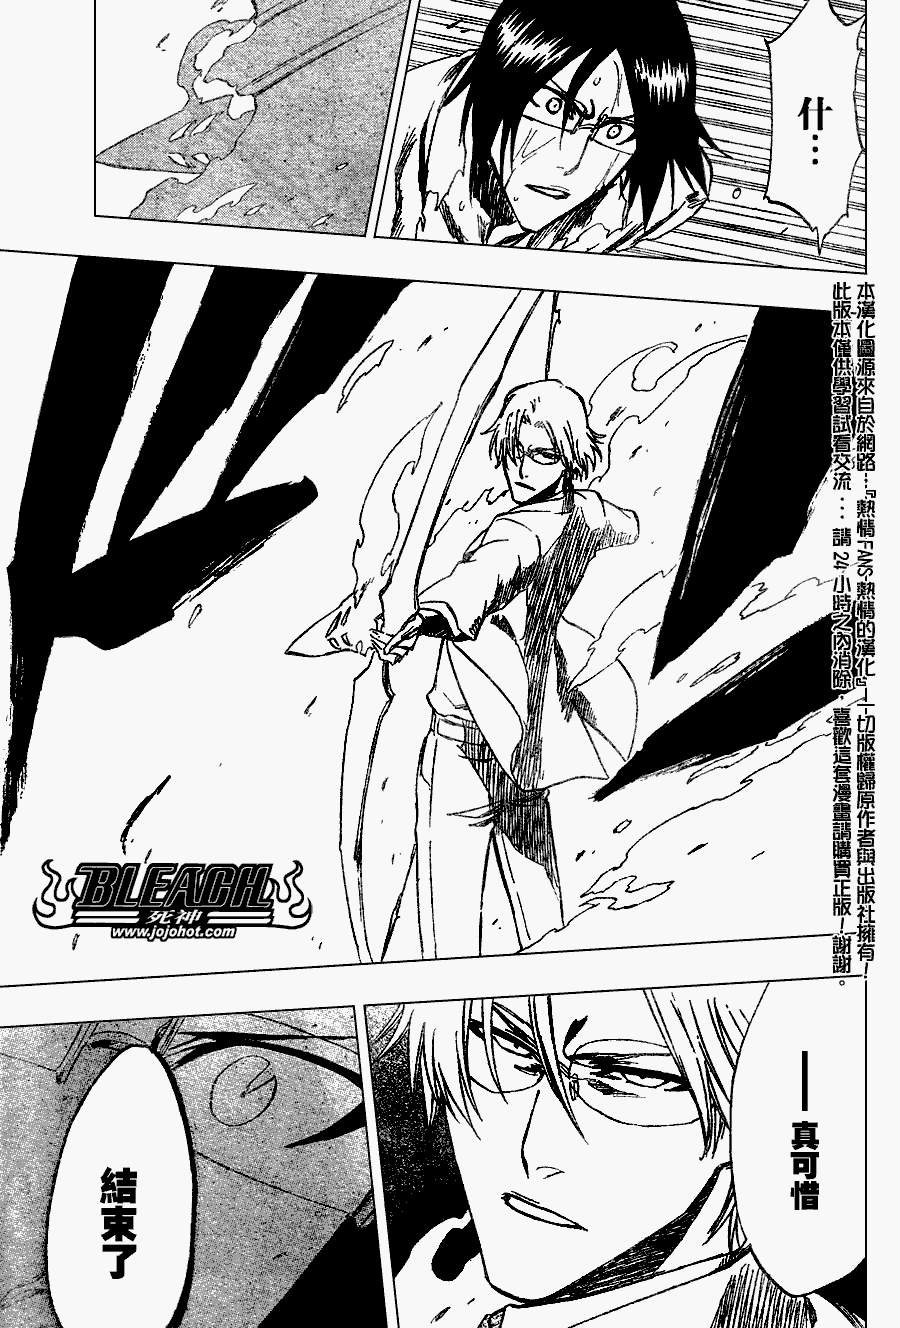 什…
本漢化圖源來自於網路…『熱情FANS熱情的漢化』一切版權歸原作者與出版社擁有！
此版本僅供學習試看交流…請24小時之內消除，喜歡這套漫畫請購買正版！謝謝。
BLEACH
死神
www.jojohot.com
——真可惜
結束了